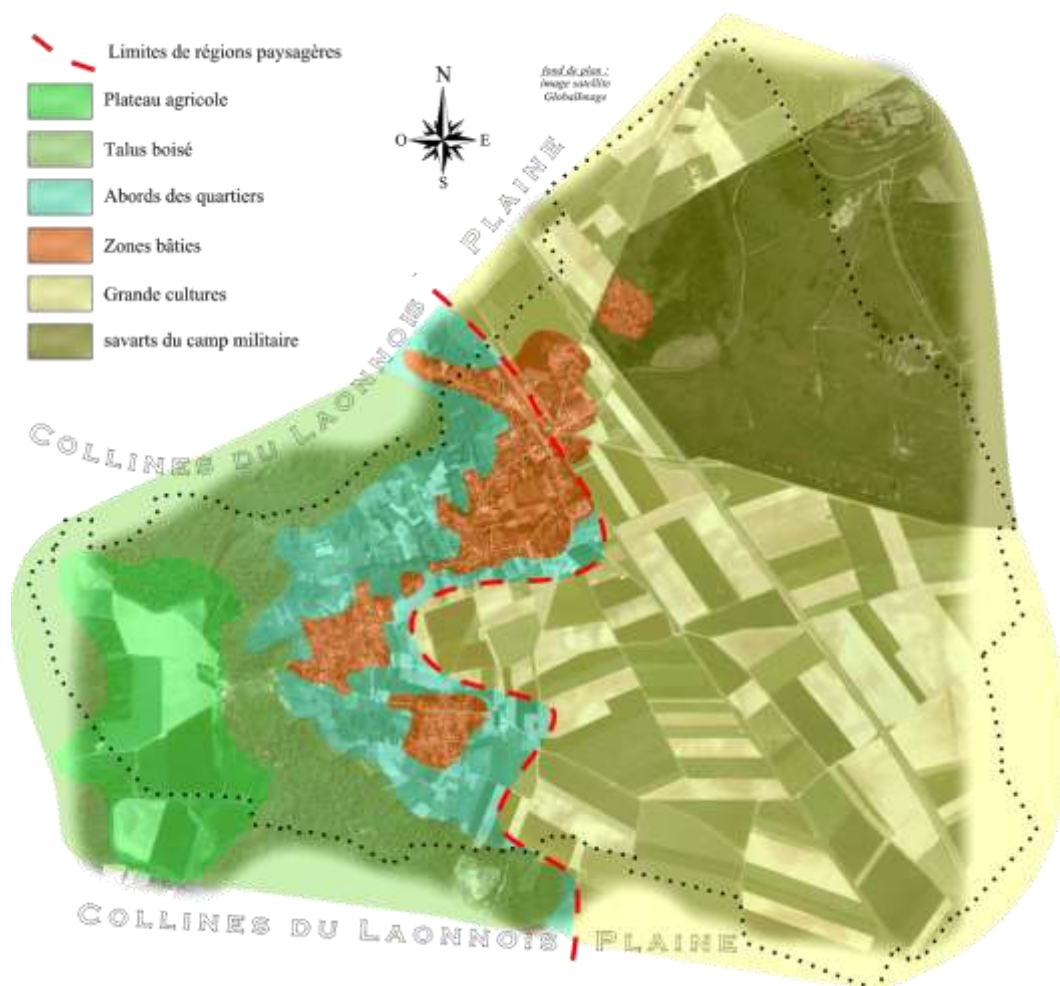 Limites de régions paysagères
Plateau agricole
Talus boisé
Abords des quartiers
Zones bâties
Grande cultures
savarts du camp militaire
N
O E
S
fond de plan :
image satéllite
GlobalImage
COLLINES DU LAONNOIS
PLAINE
COLLINES DU LAONNOIS
PLAINE